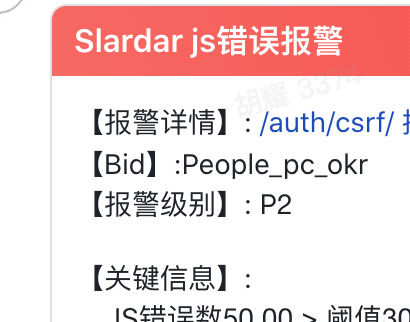 Slardar js错误报警
胡耀 3374
【报警详情】: /auth/csrf/
【Bid】:People_pc_okr
【报警级别】: P2
【关键信息】:
JS错误数50.00 > 阈值30